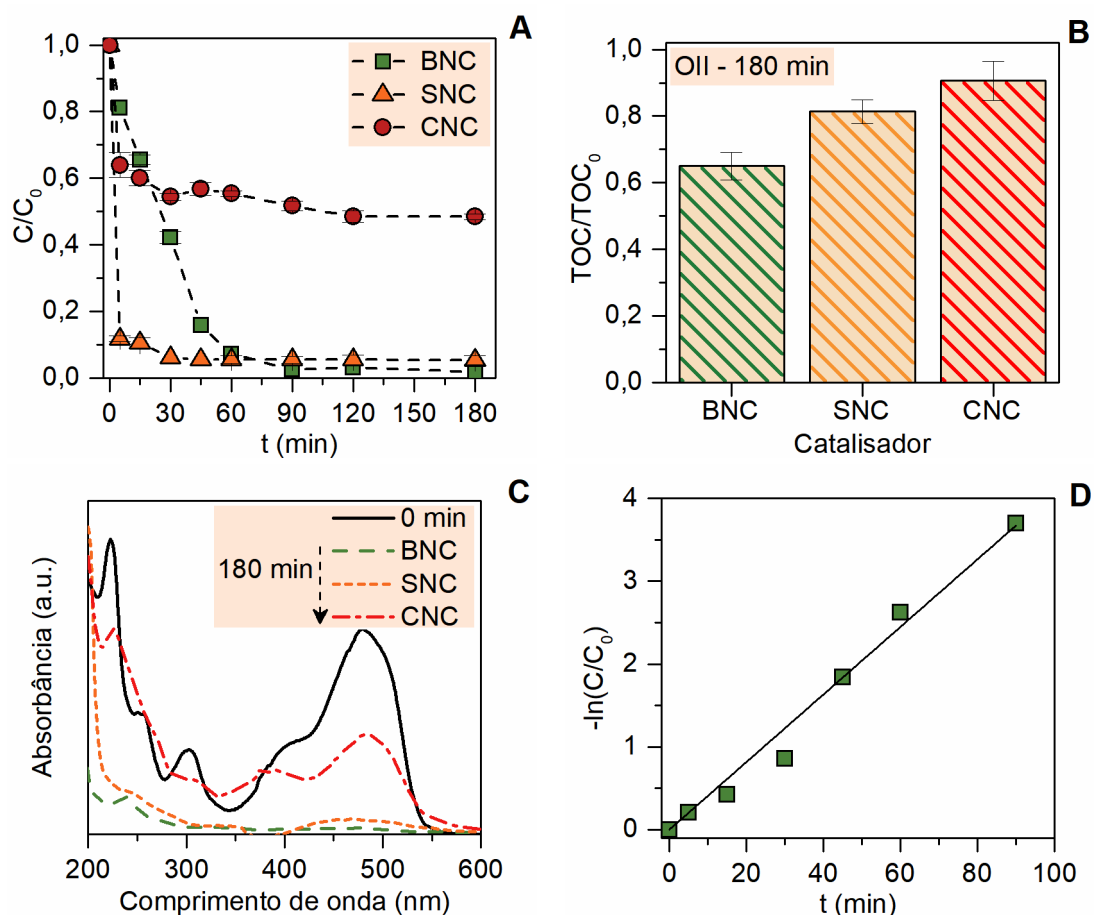 A
1,0
0,8
0,6
0,4
0,2
0,0
C/C0
BNC
SNC
CNC
0 30 60 90 120 150 180
t (min)
B
1,0
0,8
0,6
0,4
0,2
0,0
TOC/TOC0
OII - 180 min
BNC SNC CNC
Catalisador
C
Absorbância (a.u.)
0 min
180 min
BNC
SNC
CNC
200 300 400 500 600
Comprimento de onda (nm)
D
4
3
2
1
0
-ln(C/C0)
0 20 40 60 80 100
t (min)